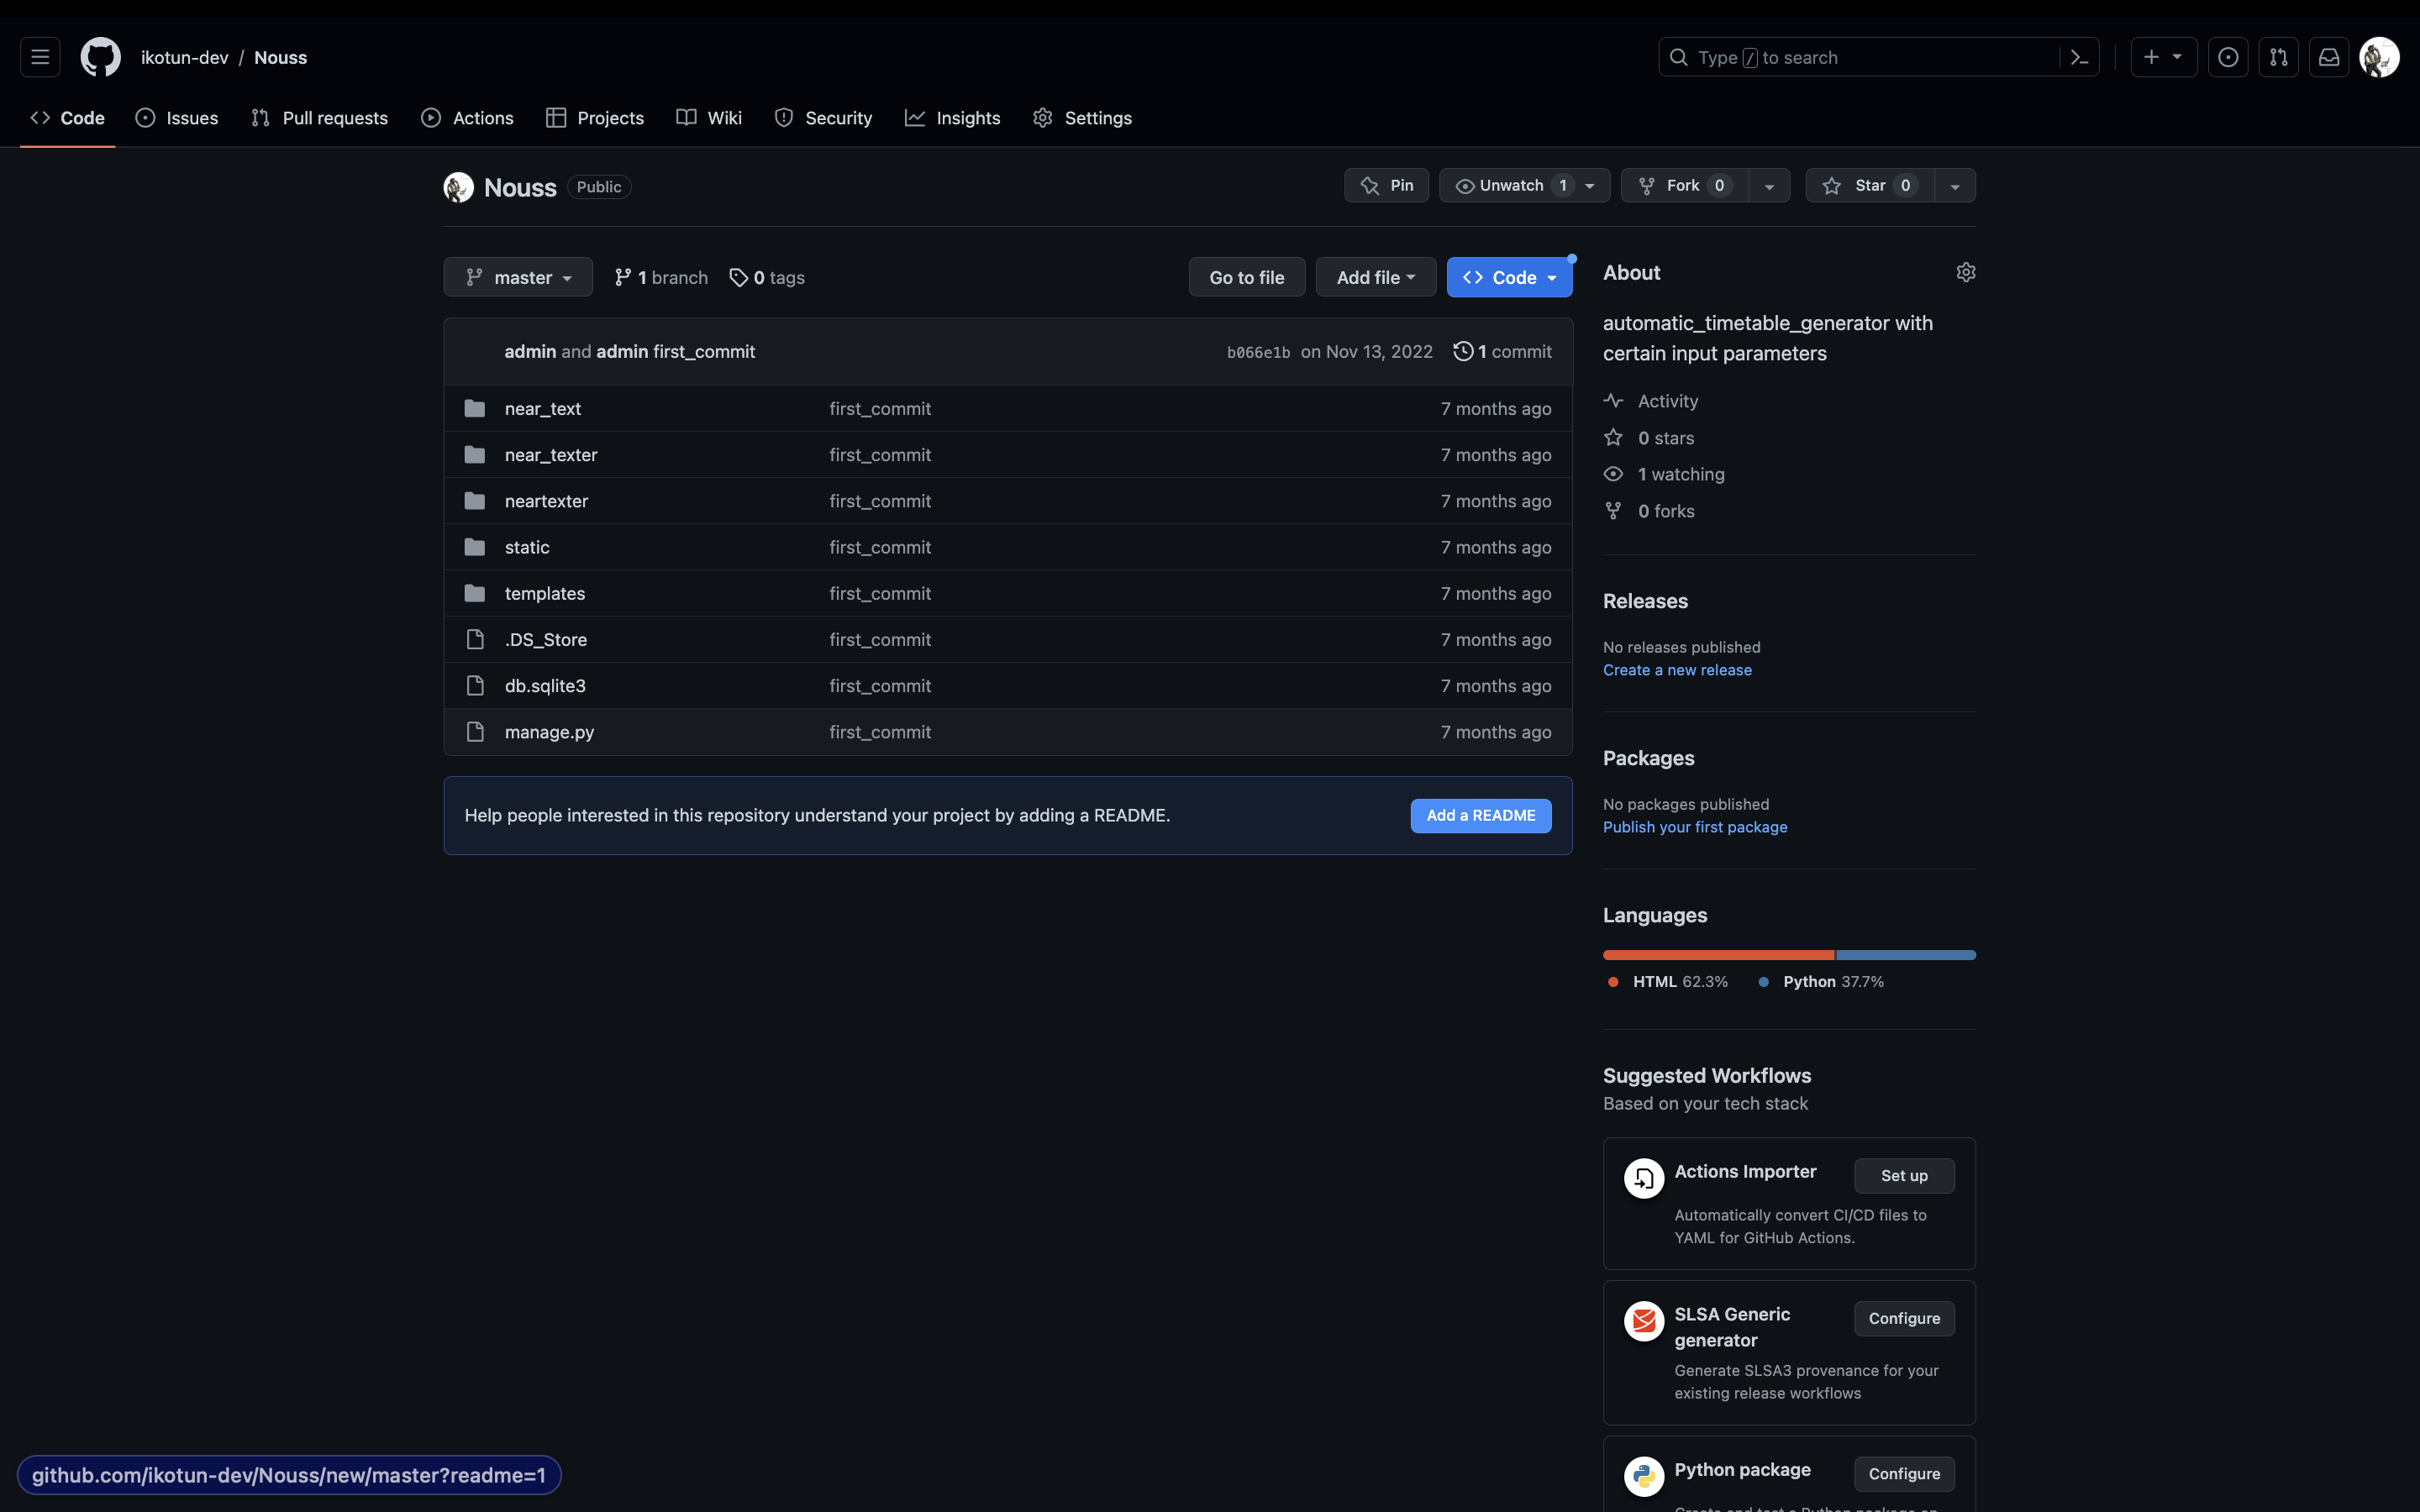 ikotun-dev / Nouss
Type / to search
Code Issues Pull requests Actions Projects Wiki Security Insights Settings
Nouss Public
Pin Unwatch 1 Fork 0 Star 0
master 1 branch 0 tags Go to file Add file Code
admin and admin first_commit b066e1b on Nov 13, 2022 1 commit
near_text first_commit 7 months ago
near_texter first_commit 7 months ago
neartexter first_commit 7 months ago
static first_commit 7 months ago
templates first_commit 7 months ago
.DS_Store first_commit 7 months ago
db.sqlite3 first_commit 7 months ago
manage.py first_commit 7 months ago
Help people interested in this repository understand your project by adding a README. Add a README
About
automatic_timetable_generator with
certain input parameters
Activity
0 stars
1 watching
0 forks
Releases
No releases published
Create a new release
Packages
No packages published
Publish your first package
Languages
HTML 62.3% Python 37.7%
Suggested Workflows
Based on your tech stack
Actions Importer Set up
Automatically convert CI/CD files to
YAML for GitHub Actions.
SLSA Generic
generator Configure
Generate SLSA3 provenance for your
existing release workflows
Python package Configure
Create and test a Python package on
github.com/ikotun-dev/Nouss/new/master?readme=1